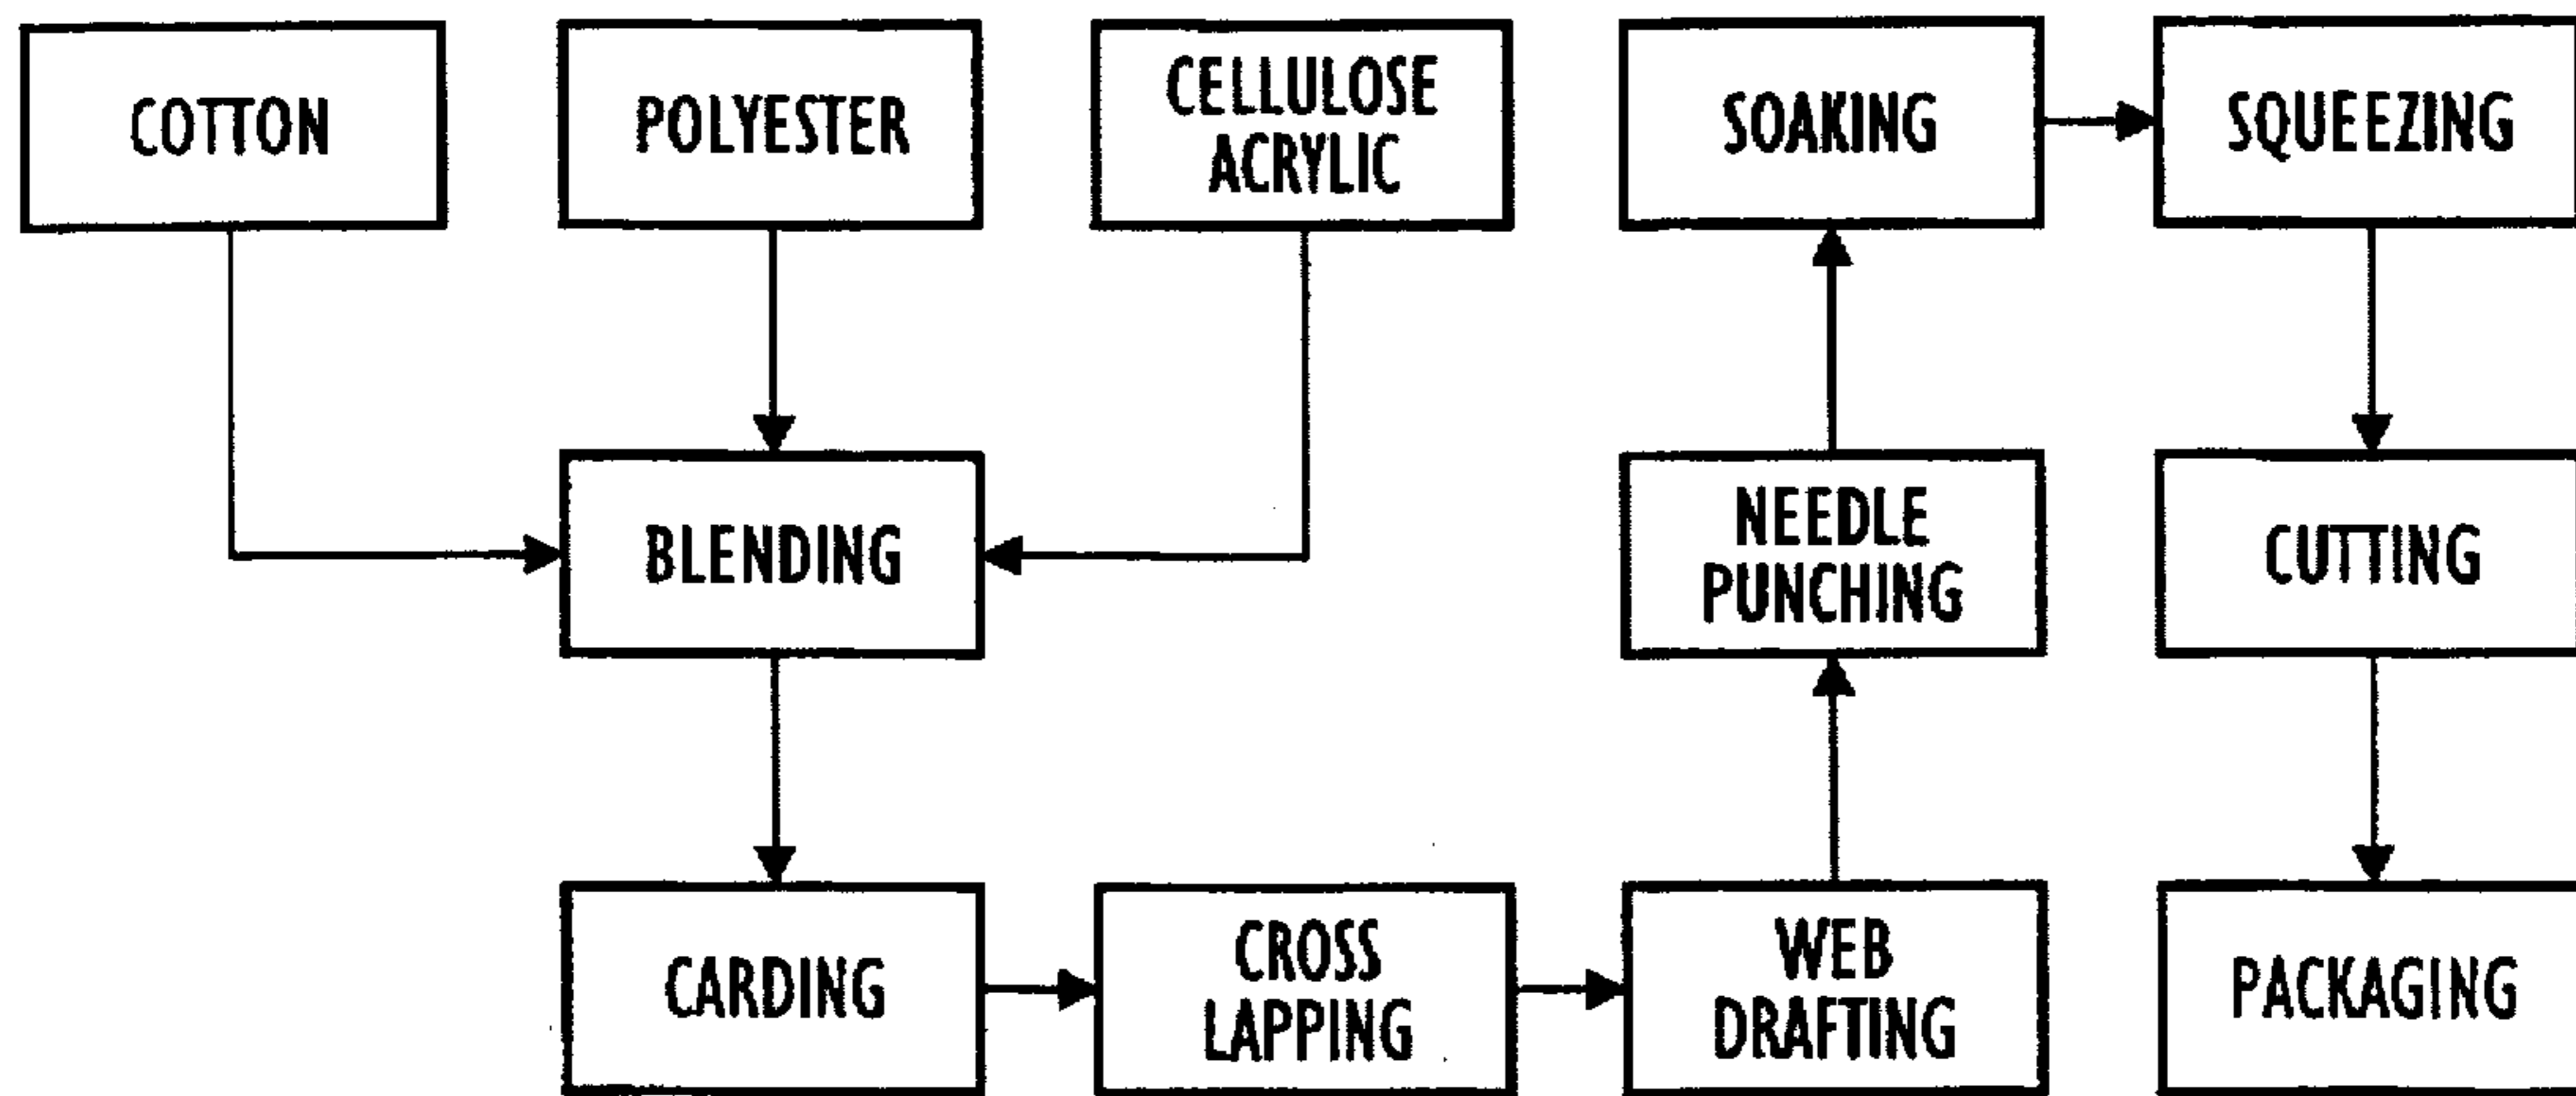 COTTON
POLYESTER
CELLULOSE
ACRYLIC
SOAKING
SQUEEZING
BLENDING
NEEDLE
PUNCHING
CUTTING
CARDING
CROSS
LAPPING
WEB
DRAFTING
PACKAGING